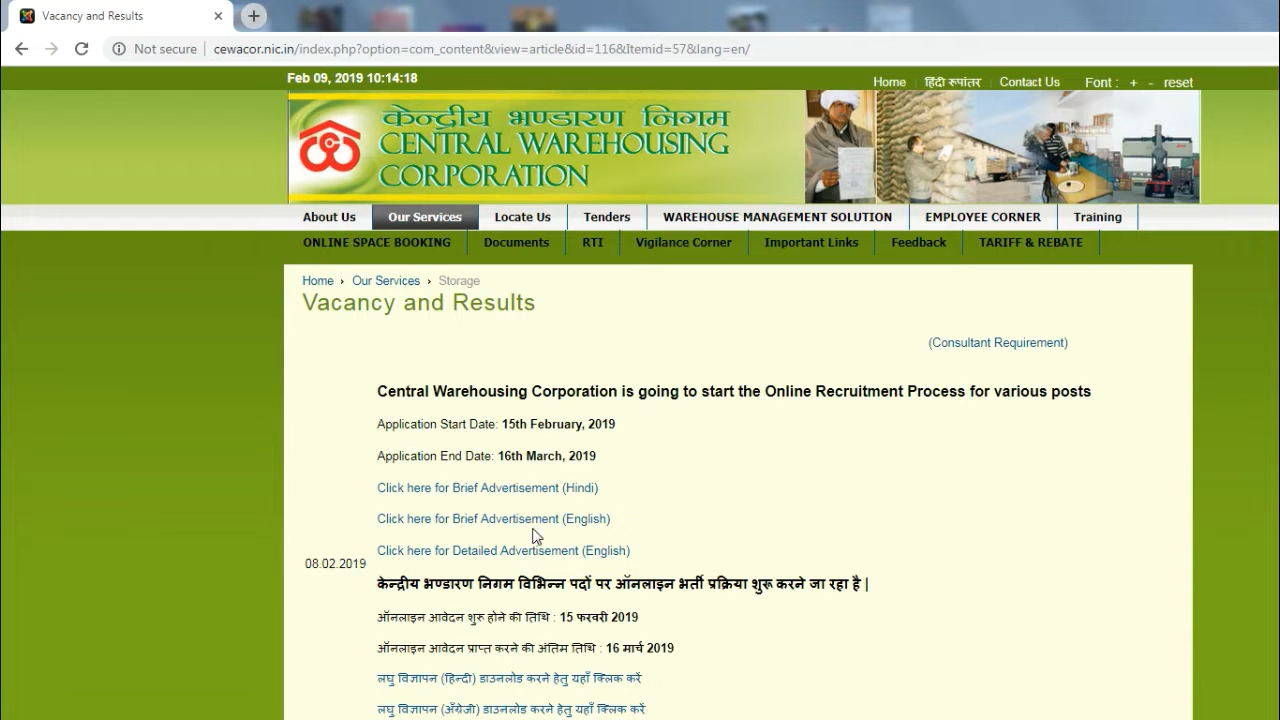 Vacancy and Results
Not secure | cewacor.nic.in/index.php?option=com_content&view=article&id=116&Itemid=57&lang=en/
Feb 09, 2019 10:14:18
Home | हिंदी रूपांतर | Contact Us Font : + - reset
केन्द्रीय भण्डारण निगम
CENTRAL WAREHOUSING
CORPORATION
About Us Our Services Locate Us Tenders WAREHOUSE MANAGEMENT SOLUTION EMPLOYEE CORNER Training
ONLINE SPACE BOOKING Documents RTI Vigilance Corner Important Links Feedback TARIFF & REBATE
Home › Our Services › Storage
Vacancy and Results
(Consultant Requirement)
Central Warehousing Corporation is going to start the Online Recruitment Process for various posts
Application Start Date: 15th February, 2019
Application End Date: 16th March, 2019
Click here for Brief Advertisement (Hindi)
Click here for Brief Advertisement (English)
Click here for Detailed Advertisement (English)
08.02.2019
केन्द्रीय भण्डारण निगम विभिन्न पदों पर ऑनलाइन भर्ती प्रक्रिया शुरू करने जा रहा है |
ऑनलाइन आवेदन शुरू होने की तिथि : 15 फरवरी 2019
ऑनलाइन आवेदन प्राप्त करने की अंतिम तिथि : 16 मार्च 2019
लघु विज्ञापन (हिन्दी) डाउनलोड करने हेतु यहाँ क्लिक करें
लघु विज्ञापन (अँग्रेजी) डाउनलोड करने हेतु यहाँ क्लिक करें